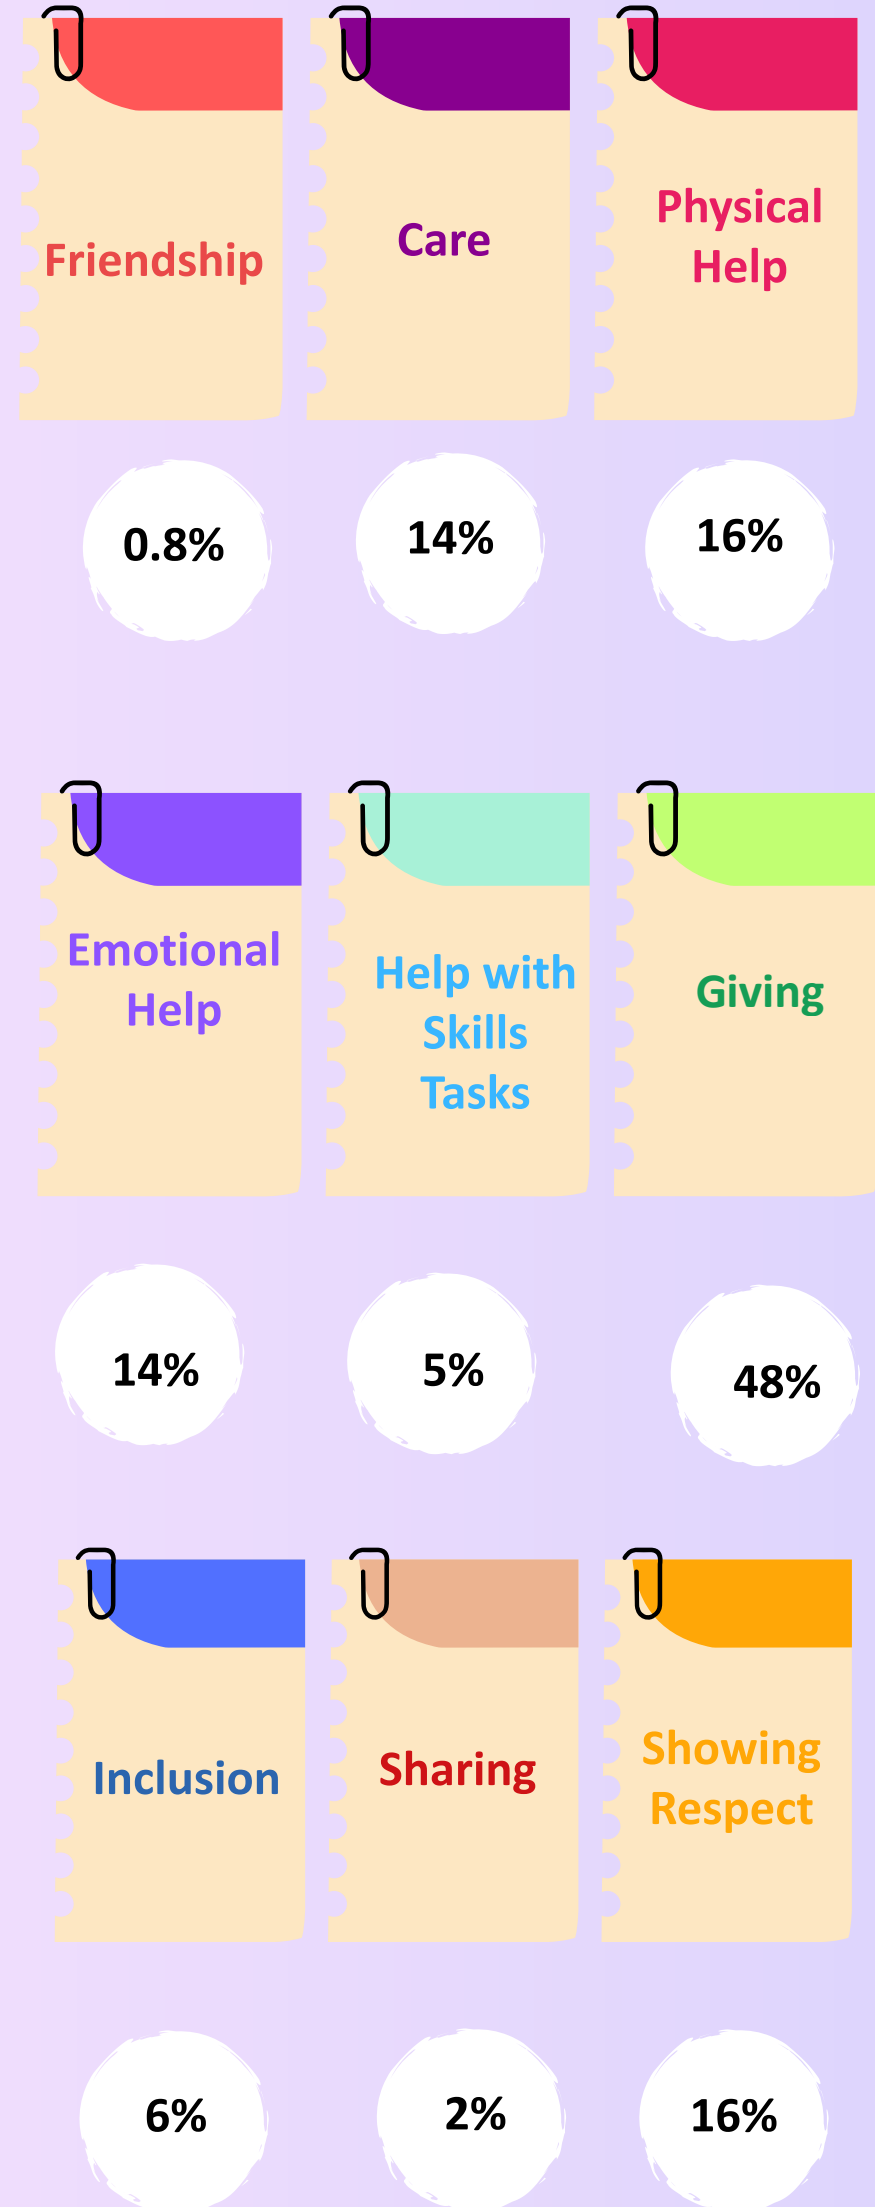 Friendship
Care
Physical
Help
0.8%
14%
16%
Emotional
Help
Help with
Skills
Tasks
Giving
14%
5%
48%
Inclusion
Sharing
Showing
Respect
6%
2%
16%